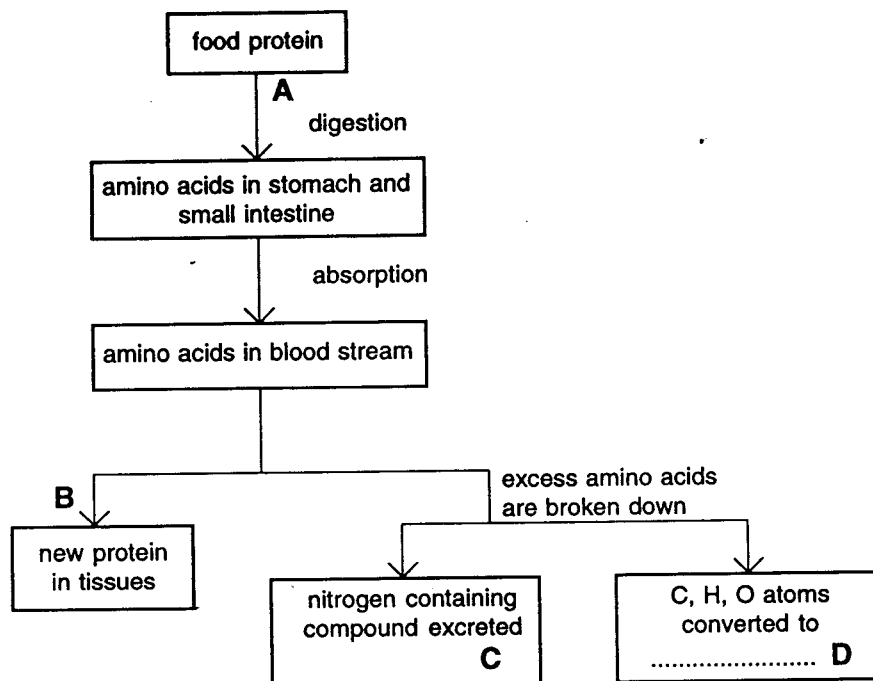 food protein
A
digestion
amino acids in stomach and
small intestine
absorption
amino acids in blood stream
excess amino acids
are broken down
B
new protein
in tissues
nitrogen containing
compound excreted
C
C, H, O atoms
converted to
........................ D